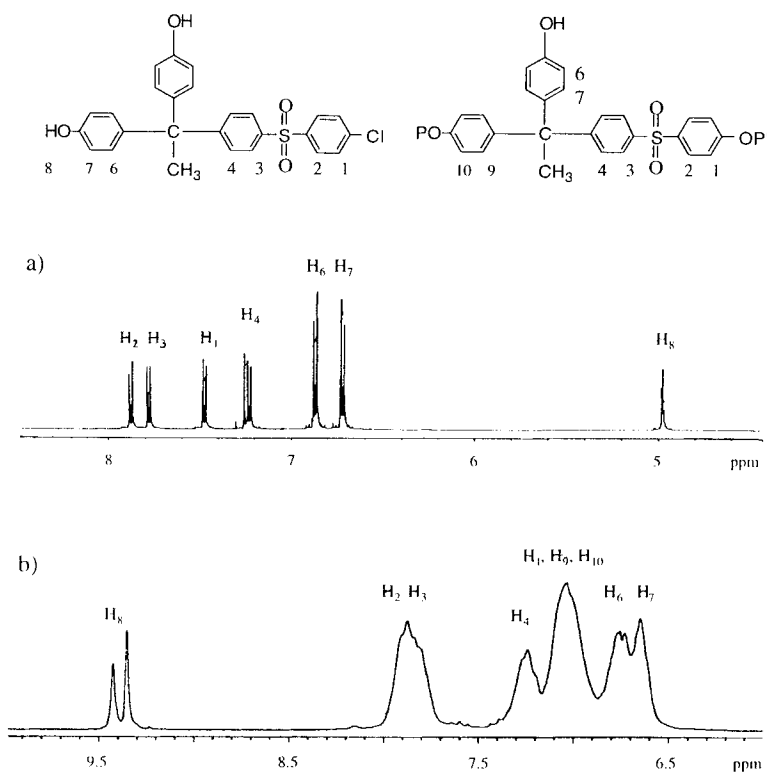 OH
HO
C
CH₃
S
O
O
Cl
8 7 6 4 3 2 1
OH
6
7
OP
C
CH₃
S
O
O
OP
10 9 4 3 2 1
a)
H₂ H₃ H₁ H₄ H₆ H₇ H₈
8 7 6 5 ppm
b)
H₈ H₂ H₃ H₄ H₁, H₉, H₁₀ H₆ H₇
9.5 8.5 7.5 6.5 ppm